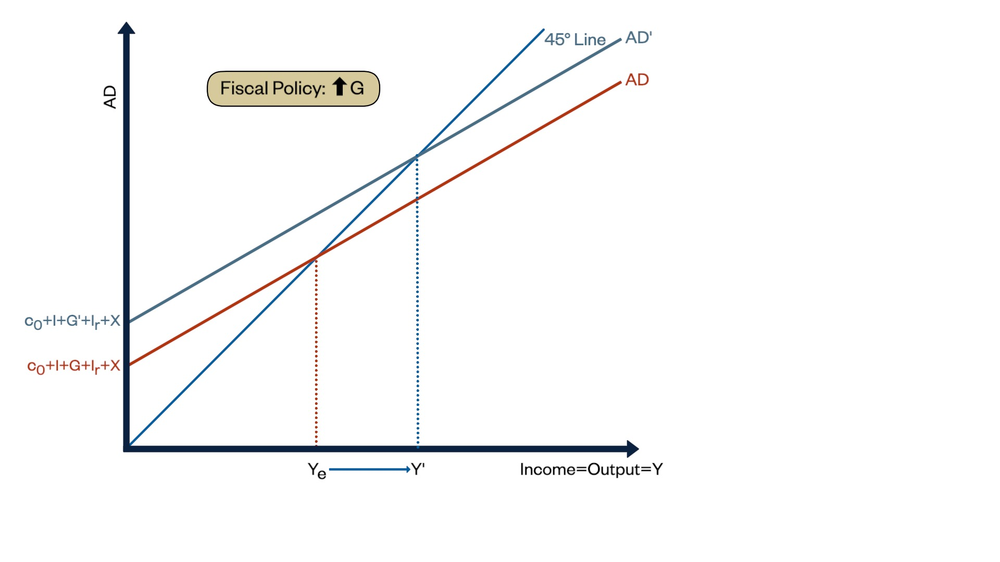 45° Line
AD'
AD
Fiscal Policy: ⬆ G
AD
c₀+I+G'+Iᵣ+X
c₀+I+G+Iᵣ+X
Yₑ
Y'
Income=Output=Y